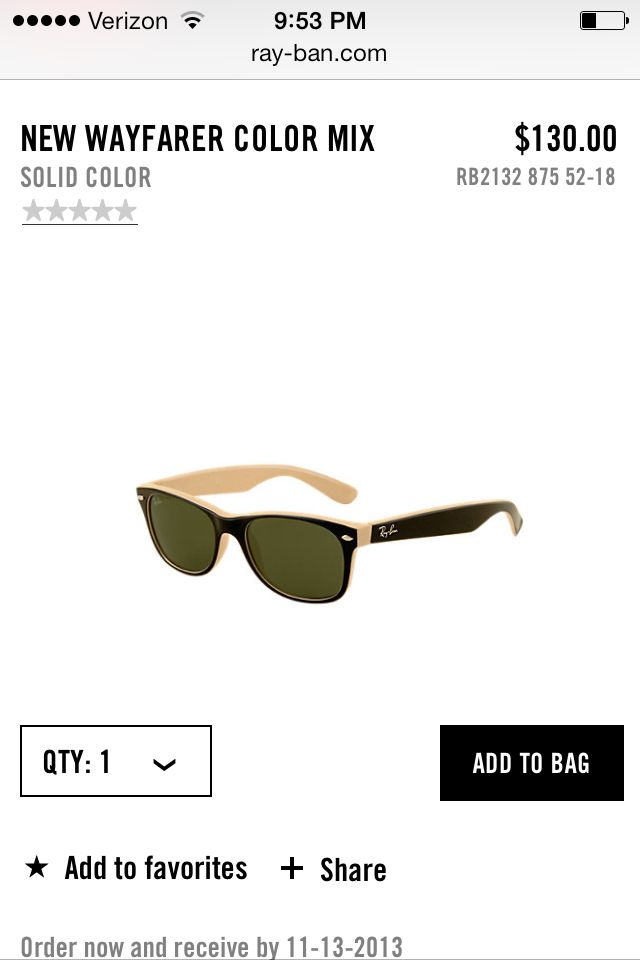 Verizon 9:53 PM
ray-ban.com
NEW WAYFARER COLOR MIX $130.00
SOLID COLOR RB2132 875 52-18
Ray-Ban
QTY: 1 ADD TO BAG
★ Add to favorites + Share
Order now and receive by 11-13-2013